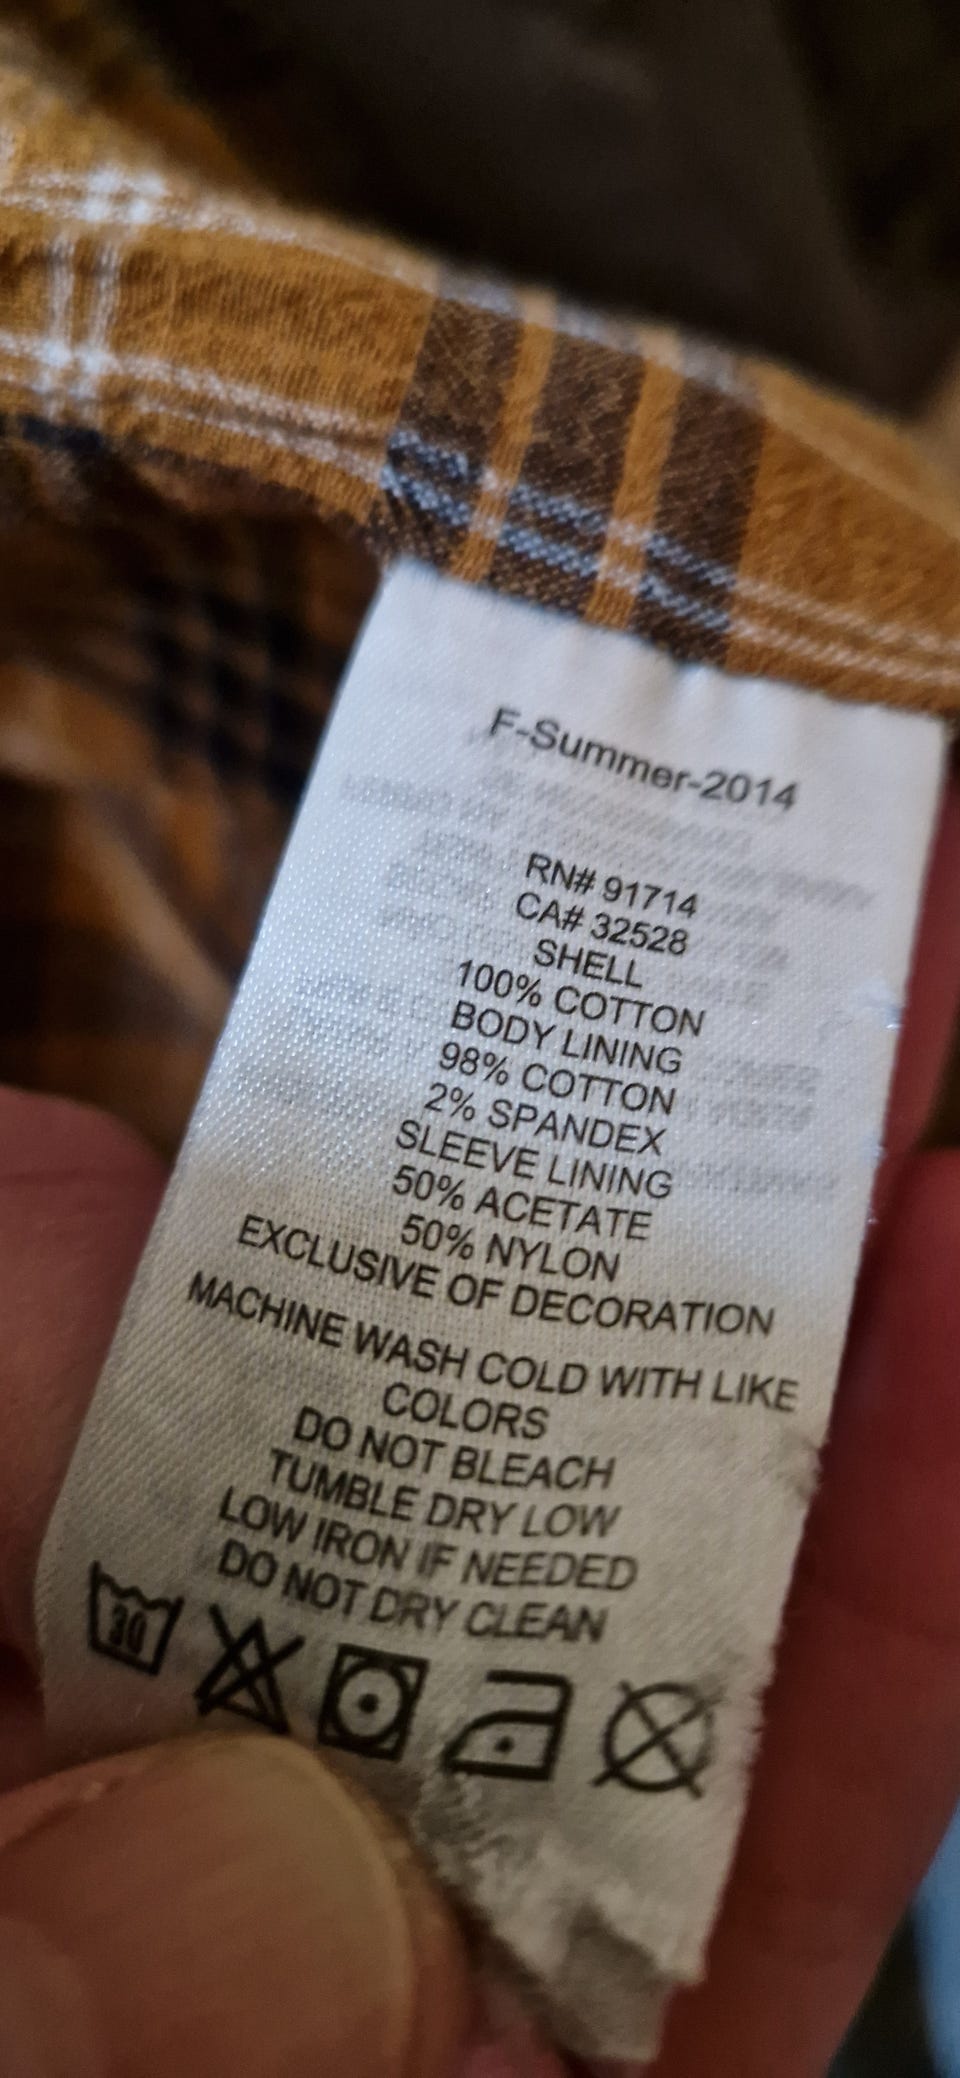 F-Summer-2014
RN# 91714
CA# 32528
SHELL
100% COTTON
BODY LINING
98% COTTON
2% SPANDEX
SLEEVE LINING
50% ACETATE
50% NYLON
EXCLUSIVE OF DECORATION
MACHINE WASH COLD WITH LIKE
COLORS
DO NOT BLEACH
TUMBLE DRY LOW
LOW IRON IF NEEDED
DO NOT DRY CLEAN
30